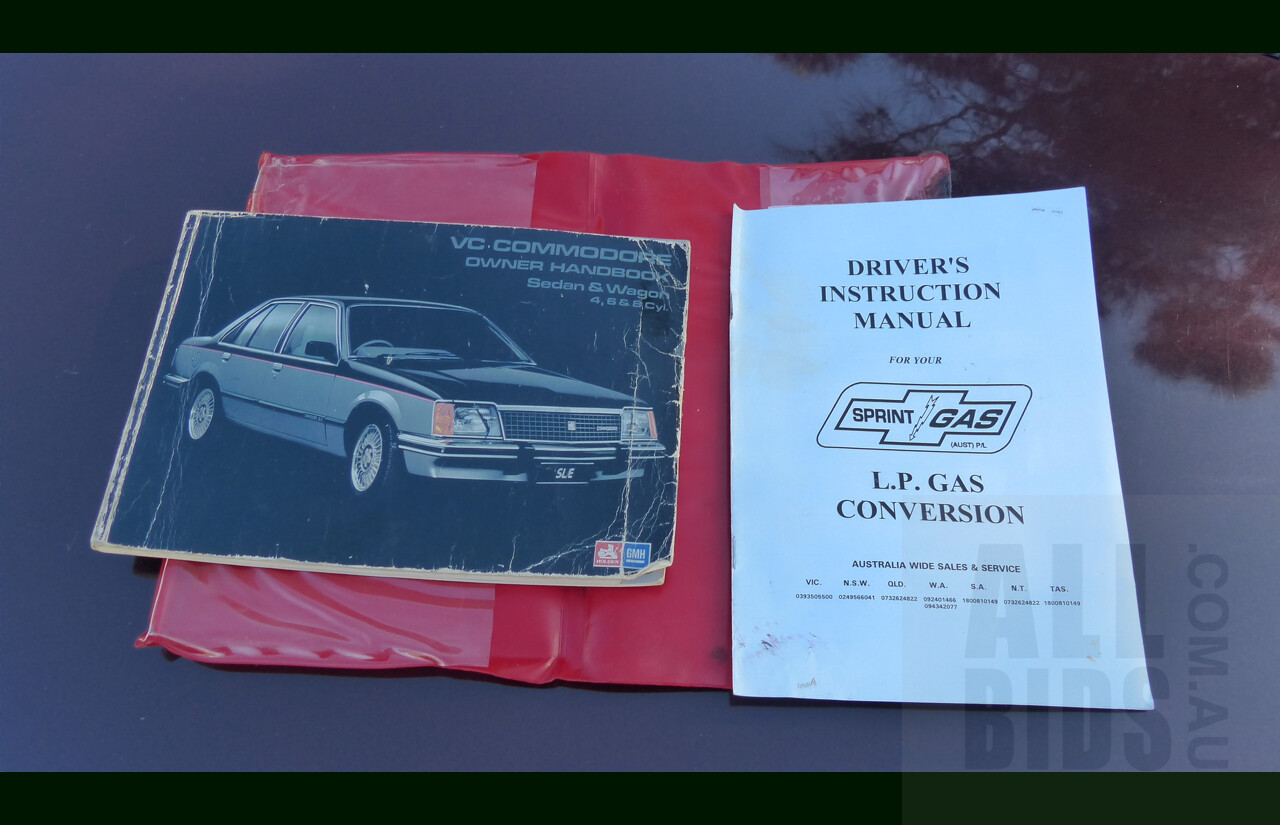 VC COMMODORE
OWNER HANDBOOK
Sedan & Wagon
4, 6 & 8 Cyl.
SLE
HOLDEN
GMH
DRIVER'S
INSTRUCTION
MANUAL
FOR YOUR
SPRINT GAS
(AUST) P/L
L.P. GAS
CONVERSION
AUSTRALIA WIDE SALES & SERVICE
VIC. N.S.W. QLD. W.A. S.A. N.T. TAS.
0393505500 0249566041 0732624822 092401466 1800810149 0732624822 1800810149
094342077
ALL
BIDS
.COM.AU